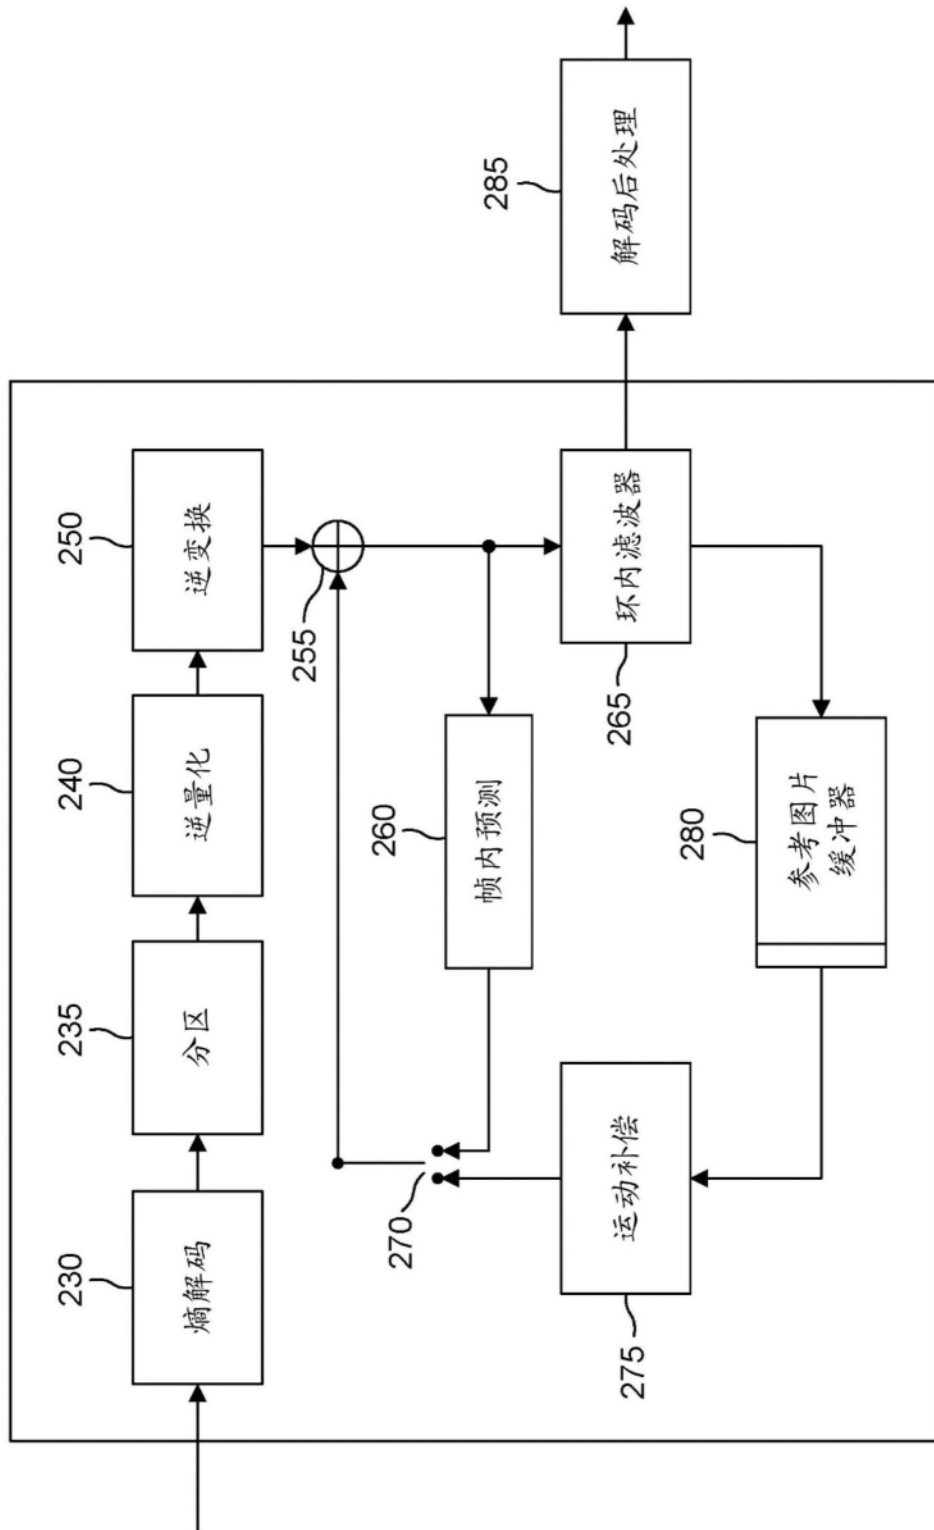 230
熵解码
235
分区
240
逆量化
250
逆变换
255
260
帧内预测
270
265
环内滤波器
285
解码后处理
275
运动补偿
280
参考图片
缓冲器